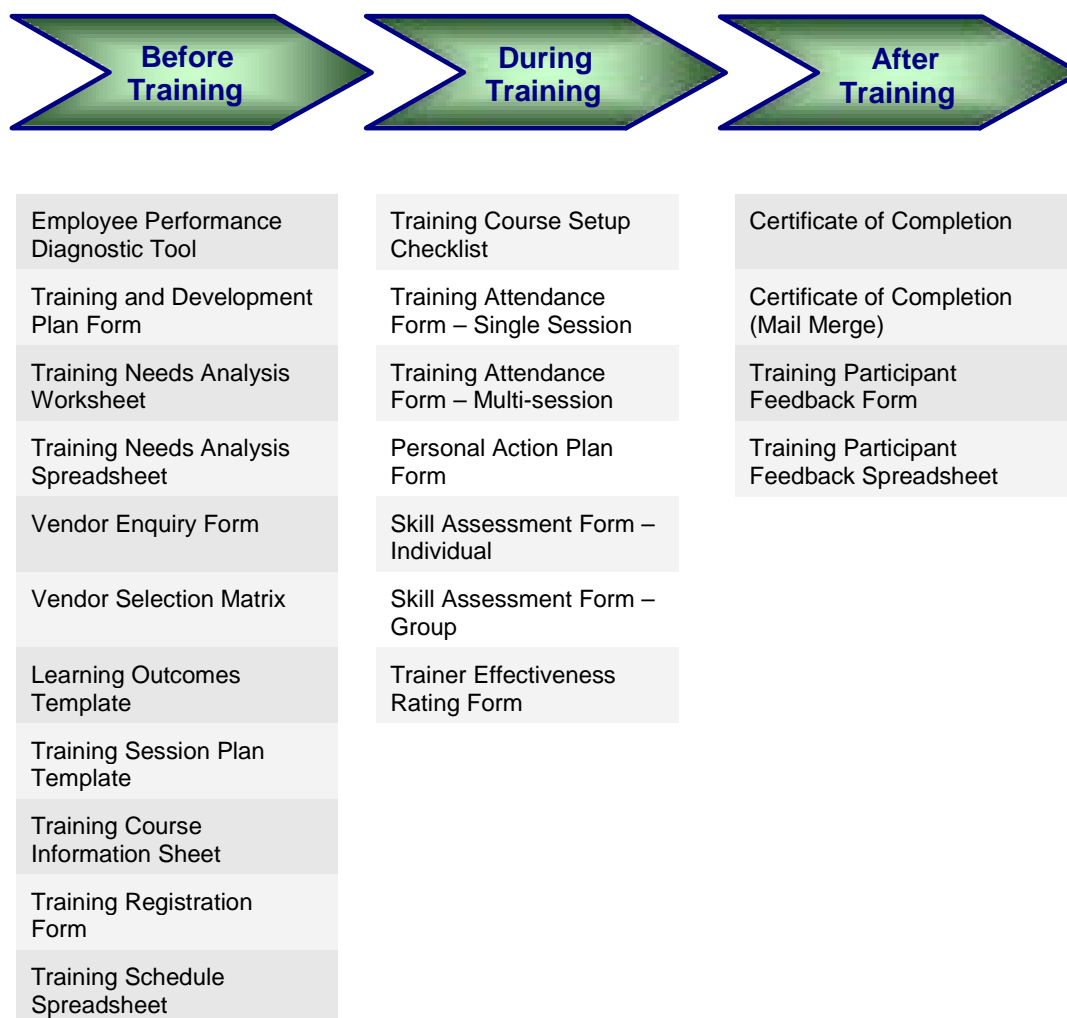 Before
Training
During
Training
After
Training
Employee Performance
Diagnostic Tool
Training and Development
Plan Form
Training Needs Analysis
Worksheet
Training Needs Analysis
Spreadsheet
Vendor Enquiry Form
Vendor Selection Matrix
Learning Outcomes
Template
Training Session Plan
Template
Training Course
Information Sheet
Training Registration
Form
Training Schedule
Spreadsheet
Training Course Setup
Checklist
Training Attendance
Form – Single Session
Training Attendance
Form – Multi-session
Personal Action Plan
Form
Skill Assessment Form –
Individual
Skill Assessment Form –
Group
Trainer Effectiveness
Rating Form
Certificate of Completion
Certificate of Completion
(Mail Merge)
Training Participant
Feedback Form
Training Participant
Feedback Spreadsheet